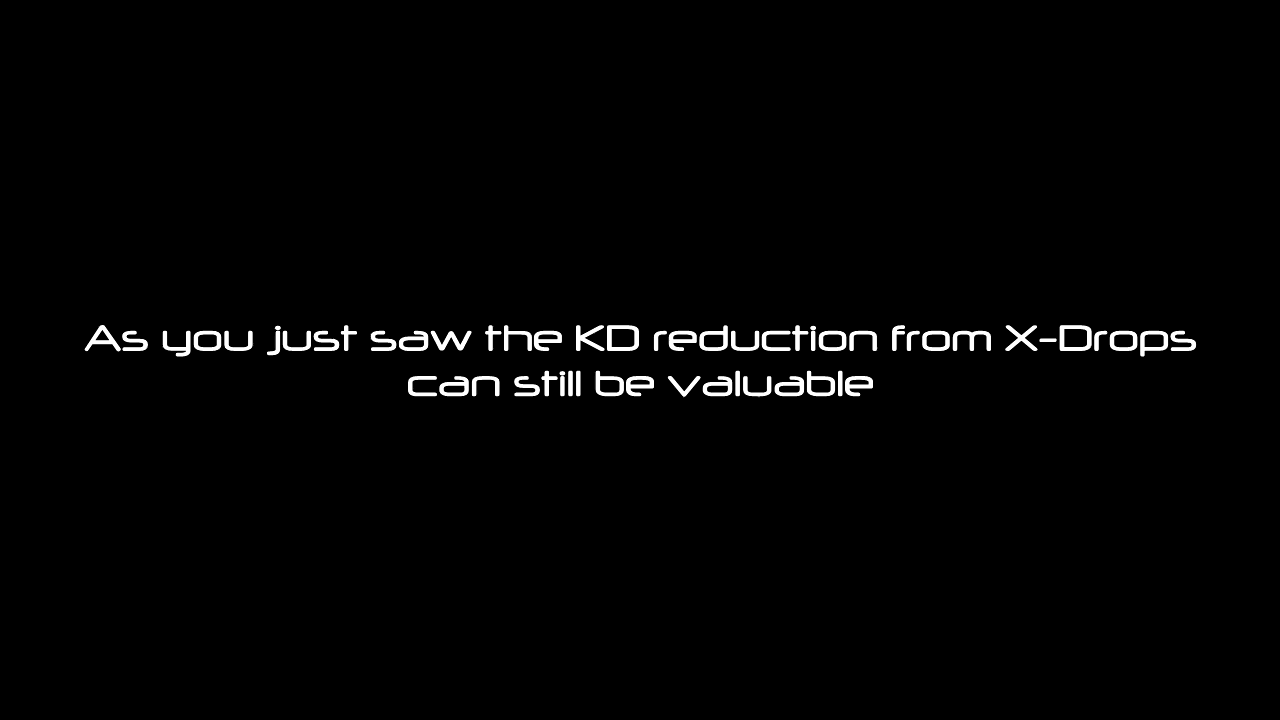 As you just saw the KD reduction from X-Drops
can still be valuable